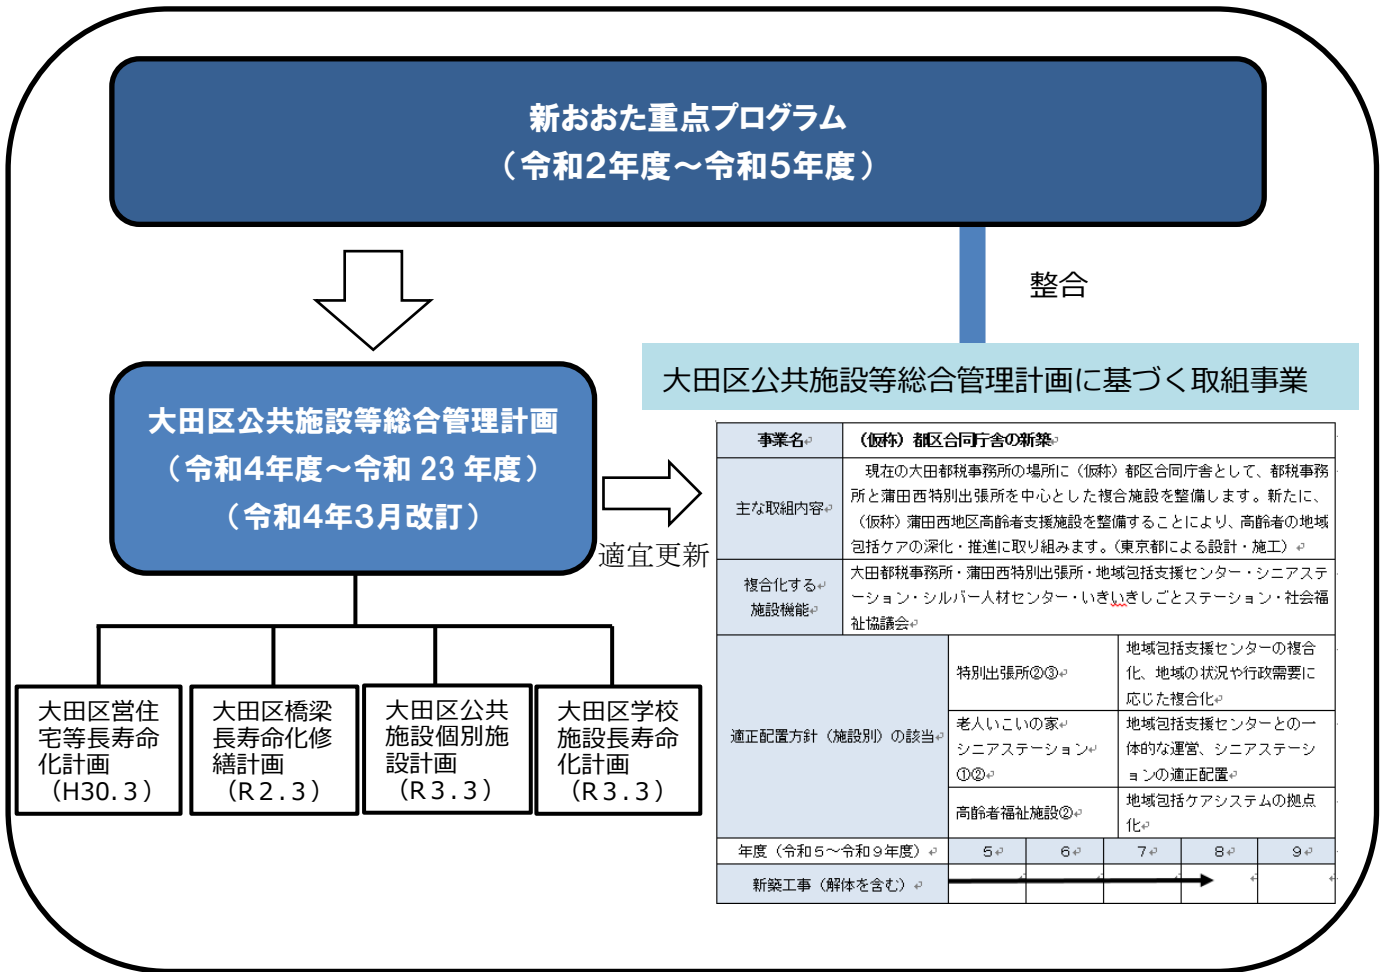 新おおた重点プログラム
（令和2年度～令和5年度）
整合
大田区公共施設等総合管理計画
（令和4年度～令和 23 年度）
（令和4年3月改訂）
適宜更新
大田区営住
宅等長寿命
化計画
（H30.３）
大田区橋梁
長寿命化修
繕計画
（R２.３）
大田区公共
施設個別施
設計画
（R３.３）
大田区学校
施設長寿命
化計画
（R３.３）
大田区公共施設等総合管理計画に基づく取組事業
事業名 （仮称）都区合同庁舎の新築
主な取組内容
現在の大田都税事務所の場所に（仮称）都区合同庁舎として、都税事務
所と蒲田西特別出張所を中心とした複合施設を整備します。新たに、
（仮称）蒲田西地区高齢者支援施設を整備することにより、高齢者の地域
包括ケアの深化・推進に取り組みます。（東京都による設計・施工）
複合化する
施設機能
大田都税事務所・蒲田西特別出張所・地域包括支援センター・シニアステ
ーション・シルバー人材センター・いきいきしごとステーション・社会福
祉協議会
適正配置方針（施設別）の該当
特別出張所②③
地域包括支援センターの複合
化、地域の状況や行政需要に
応じた複合化
老人いこいの家
シニアステーション
①②
地域包括支援センターとの一
体的な運営、シニアステーシ
ョンの適正配置
高齢者福祉施設②
地域包括ケアシステムの拠点
化
年度（令和５～令和９年度） ５ ６ ７ ８ ９
新築工事（解体を含む）